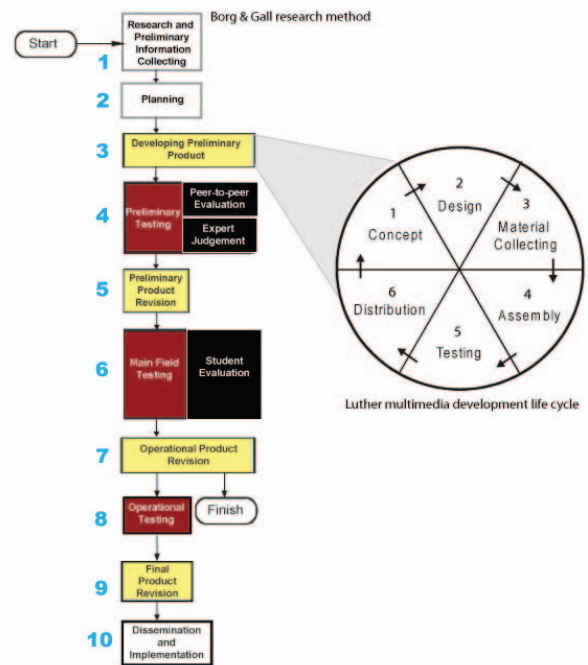 Borg & Gall research method
Start
1
Research and
Preliminary
Information
Collecting
2
Planning
3
Developing Preliminary
Product
4
Preliminary
Testing
Peer-to-peer
Evaluation
Expert
Judgement
5
Preliminary
Product
Revision
6
Main Field
Testing
Student
Evaluation
7
Operational Product
Revision
8
Operational
Testing
Finish
9
Final
Product
Revision
10
Dissemination
and
Implementation
1
Concept
2
Design
3
Material
Collecting
4
Assembly
5
Testing
6
Distribution
Luther multimedia development life cycle